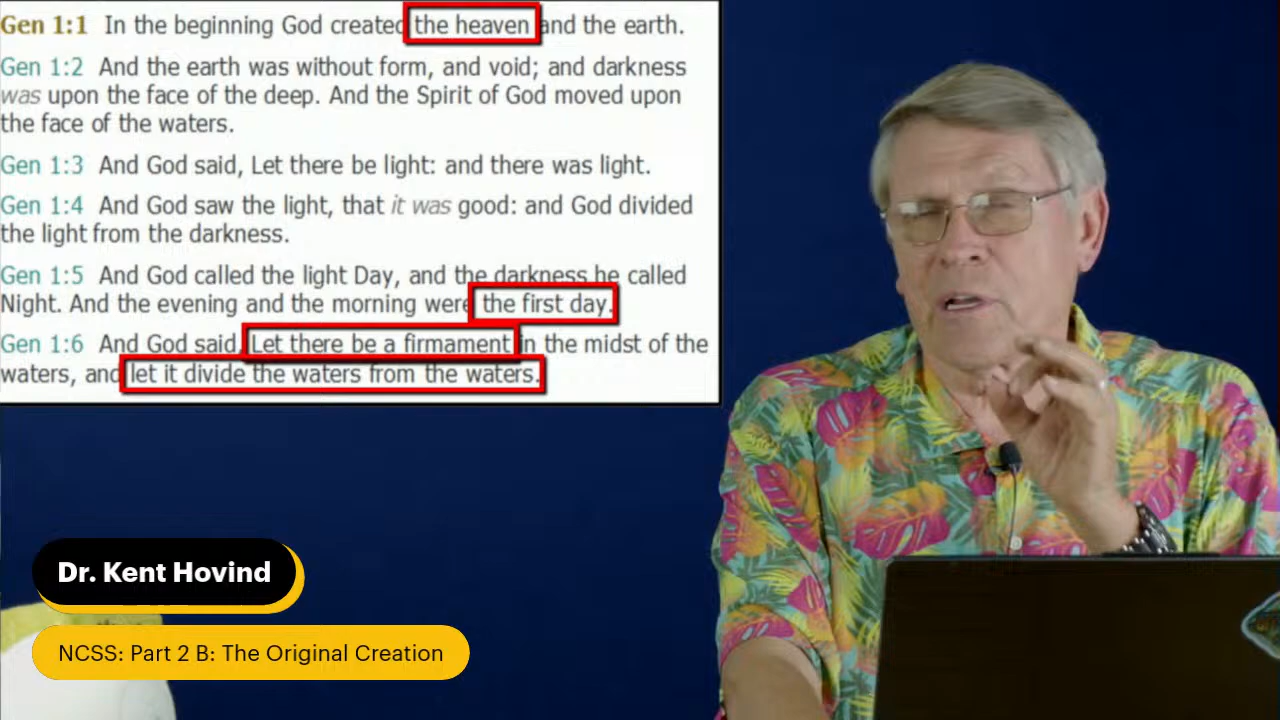 Gen 1:1 In the beginning God created the heaven and the earth.
Gen 1:2 And the earth was without form, and void; and darkness
was upon the face of the deep. And the Spirit of God moved upon
the face of the waters.
Gen 1:3 And God said, Let there be light: and there was light.
Gen 1:4 And God saw the light, that it was good: and God divided
the light from the darkness.
Gen 1:5 And God called the light Day, and the darkness he called
Night. And the evening and the morning were the first day.
Gen 1:6 And God said, Let there be a firmament in the midst of the
waters, and let it divide the waters from the waters.
Dr. Kent Hovind
NCSS: Part 2 B: The Original Creation